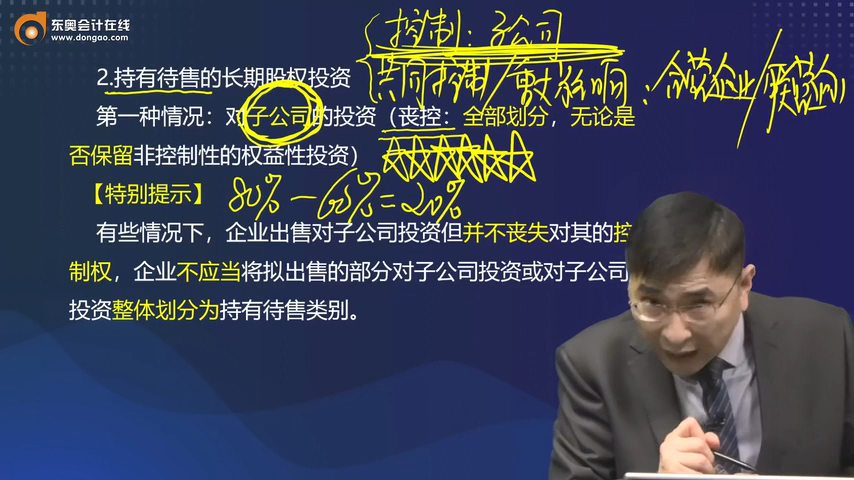 东奥会计在线
www.dongao.com
控制：子公司
共同控制/重大影响、合营企业/联营
2.持有待售的长期股权投资
第一种情况：对子公司的投资（丧控：全部划分，无论是
否保留非控制性的权益性投资）
【特别提示】
80%-60%=20%
有些情况下，企业出售对子公司投资但并不丧失对其的控
制权，企业不应当将拟出售的部分对子公司投资或对子公司
投资整体划分为持有待售类别。